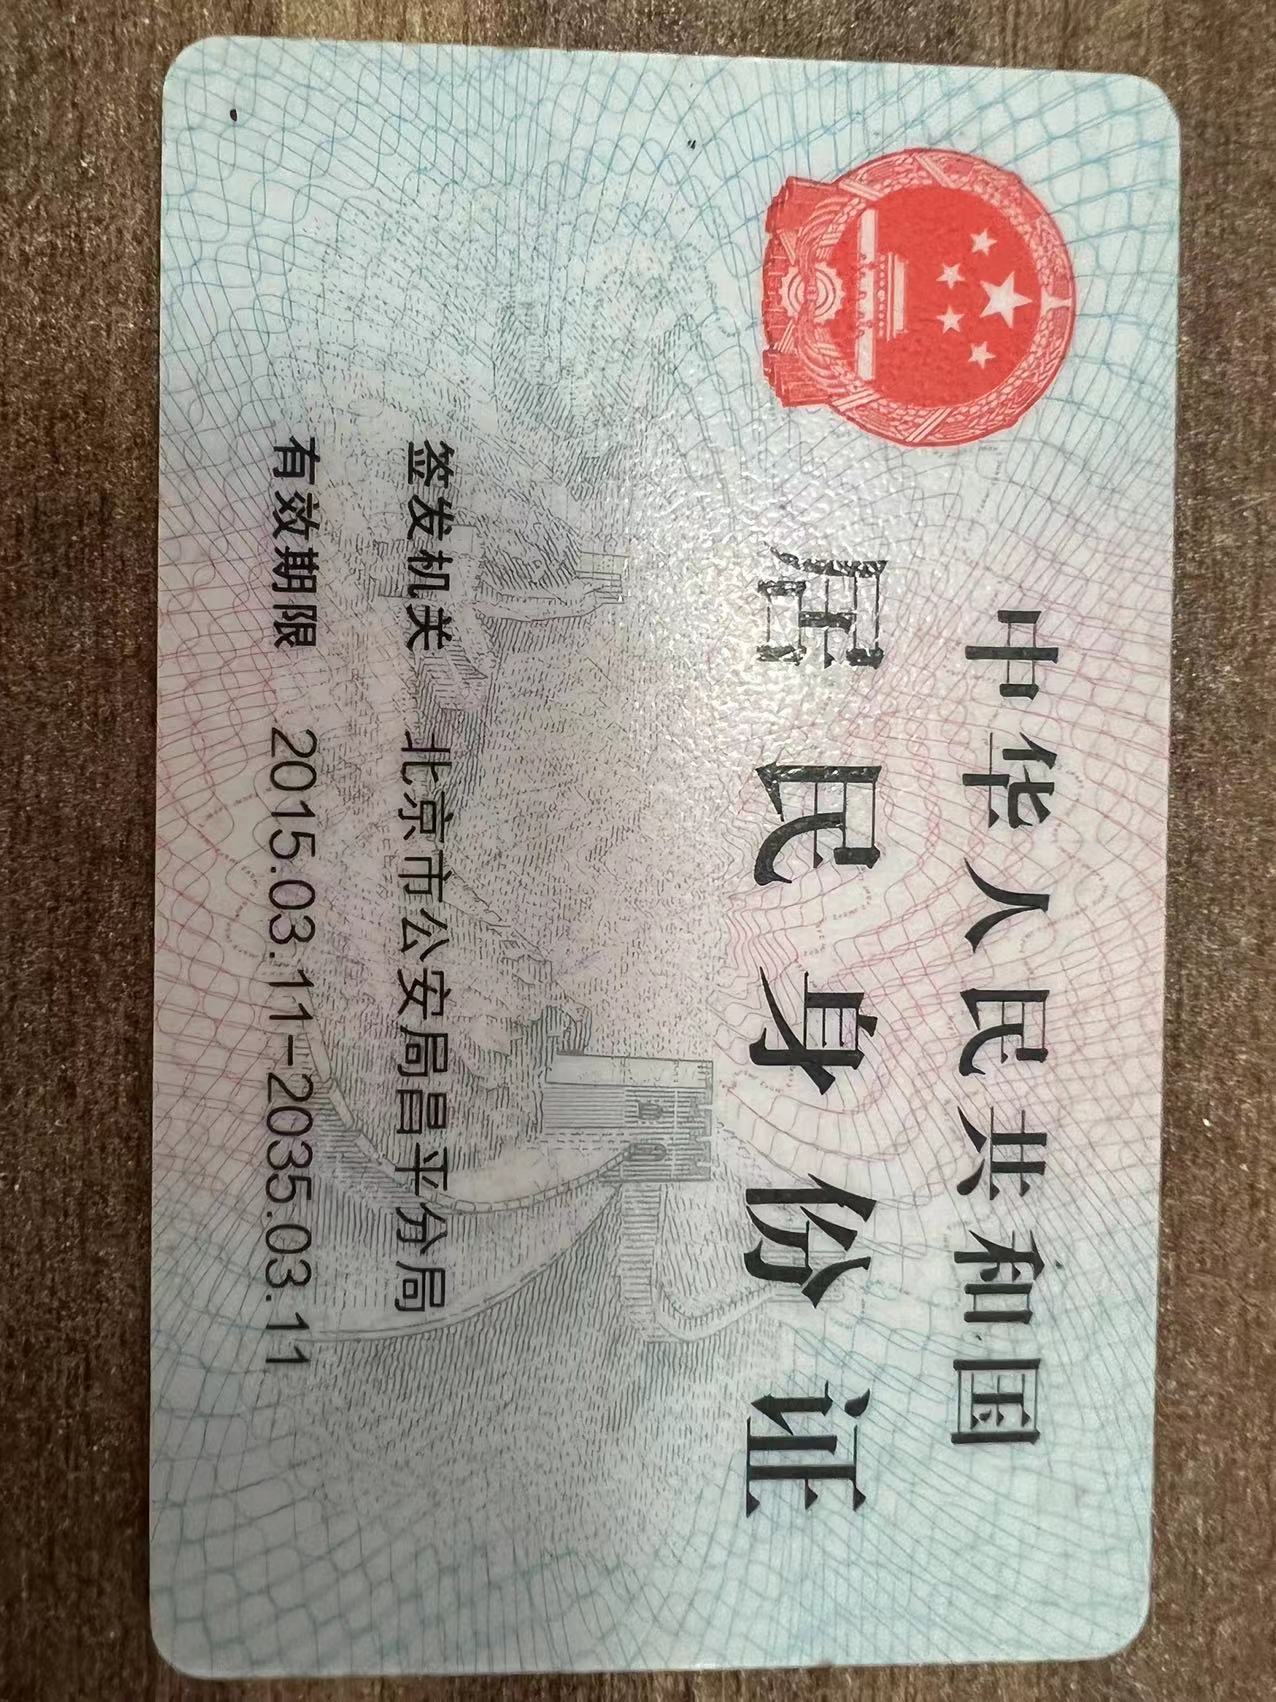 中华人民共和国
居民身份证
签发机关 北京市公安局昌平分局
有效期限 2015.03.11-2035.03.11